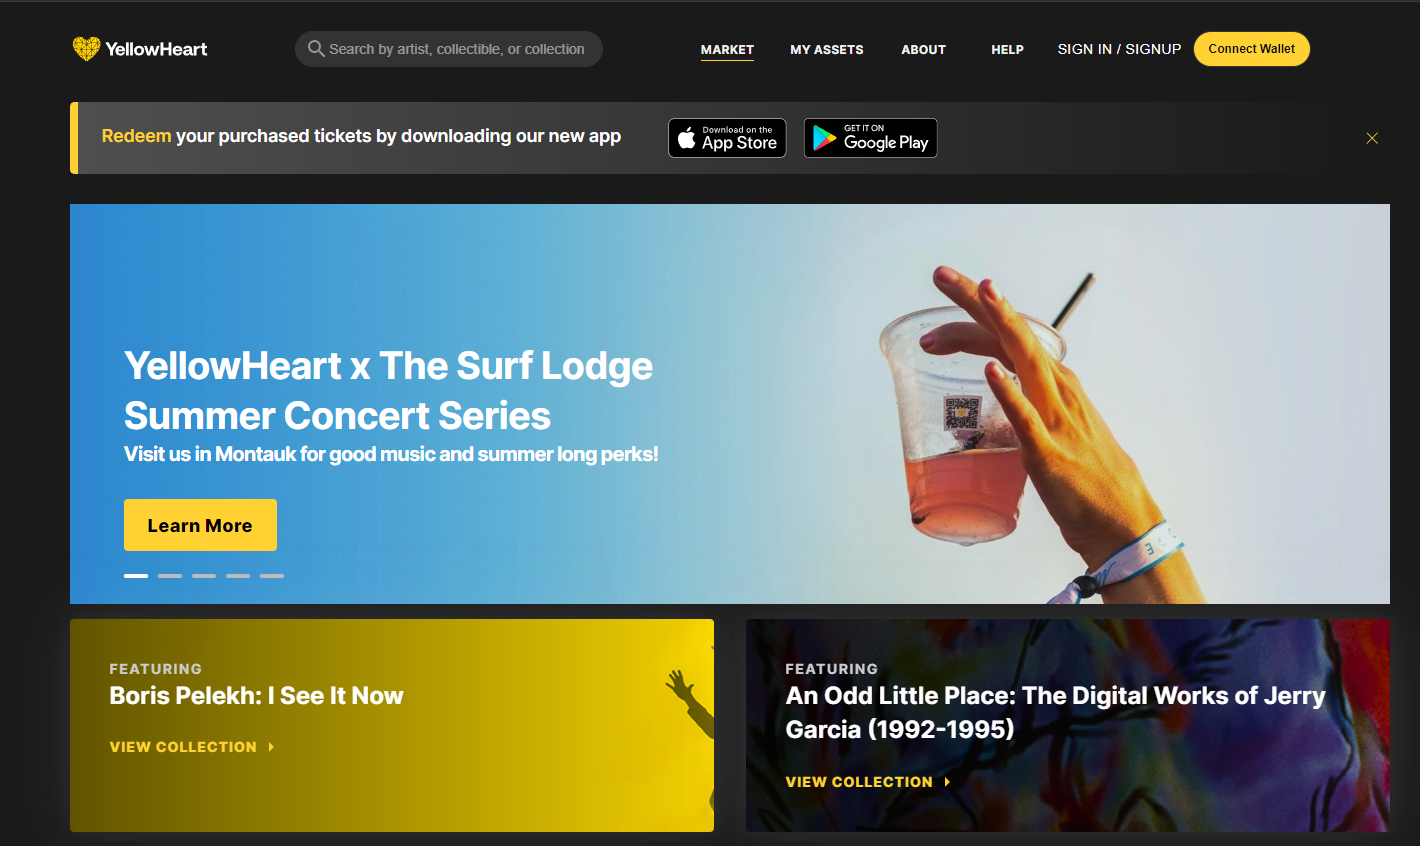 YellowHeart
Search by artist, collectible, or collection
MARKET
MY ASSETS
ABOUT
HELP
SIGN IN / SIGNUP
Connect Wallet
Redeem your purchased tickets by downloading our new app
Download on the
App Store
GET IT ON
Google Play
YellowHeart x The Surf Lodge
Summer Concert Series
Visit us in Montauk for good music and summer long perks!
Learn More
FEATURING
Boris Pelekh: I See It Now
VIEW COLLECTION
FEATURING
An Odd Little Place: The Digital Works of Jerry
Garcia (1992-1995)
VIEW COLLECTION